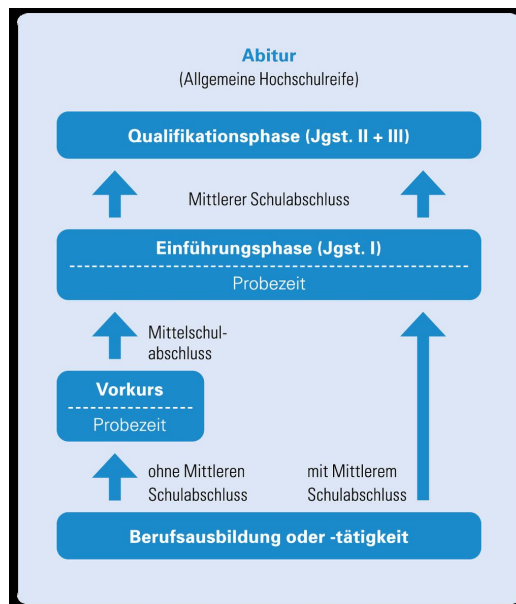 Abitur
(Allgemeine Hochschulreife)
Qualifikationsphase (Jgst. II + III)
Mittlerer Schulabschluss
Einführungsphase (Jgst. I)
Probezeit
Mittelschul-
abschluss
Vorkurs
Probezeit
ohne Mittleren
Schulabschluss
mit Mittlerem
Schulabschluss
Berufsausbildung oder -tätigkeit